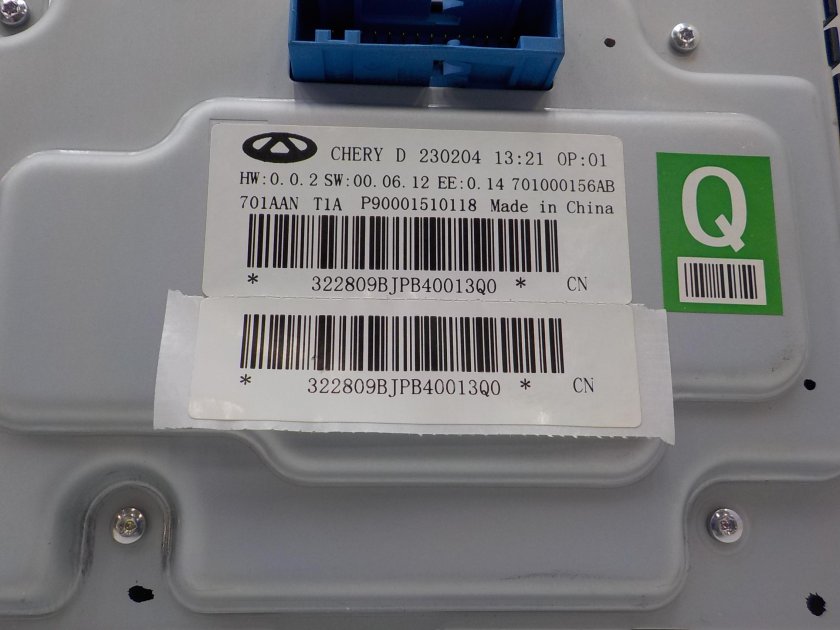 CHERY D 230204 13:21 OP:01
HW:0.0.2 SW:00.06.12 EE:0.14 701000156AB
701AAN T1A P90001510118 Made in China
* 322809BJPB40013Q0 * CN
* 322809BJPB40013Q0 * CN
Q